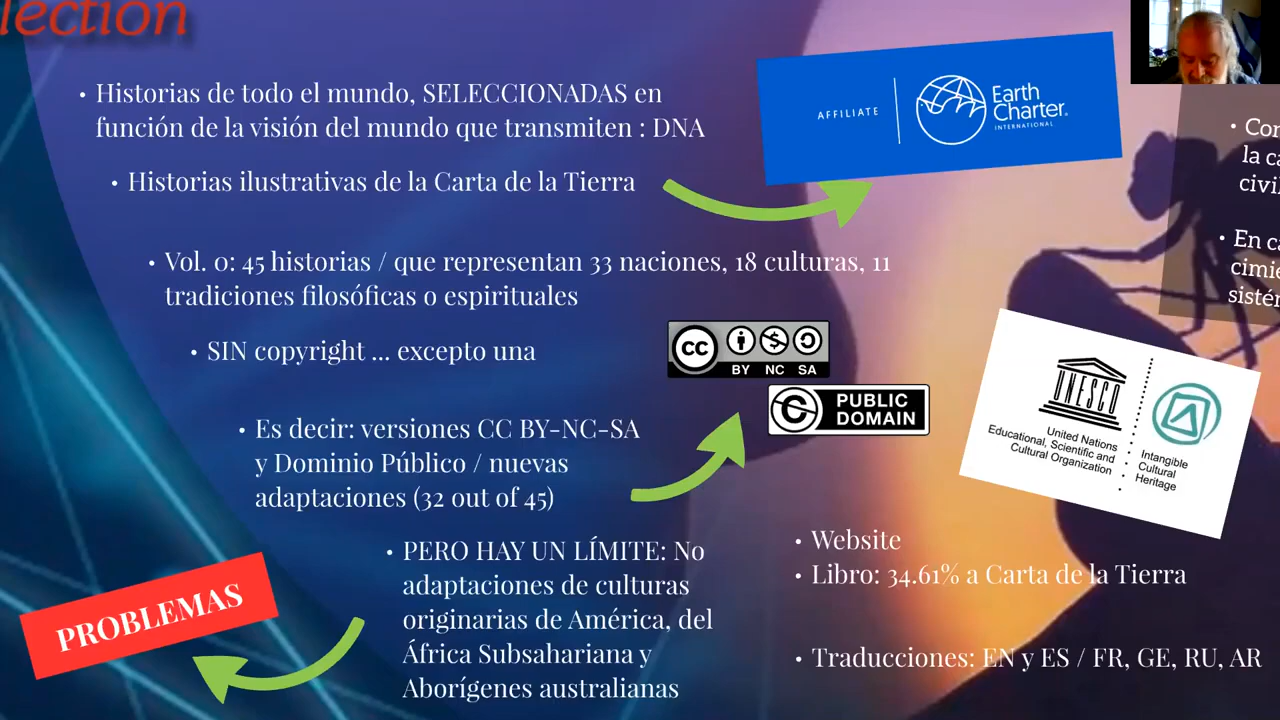 lection
• Historias de todo el mundo, SELECCIONADAS en
función de la visión del mundo que transmiten : DNA
• Historias ilustrativas de la Carta de la Tierra
AFFILIATE
Earth
Charter
INTERNATIONAL
• Vol. 0: 45 historias / que representan 33 naciones, 18 culturas, 11
tradiciones filosóficas o espirituales
• SIN copyright ... excepto una
CC
BY NC SA
PUBLIC
DOMAIN
• Es decir: versiones CC BY-NC-SA
y Dominio Público / nuevas
adaptaciones (32 out of 45)
• PERO HAY UN LÍMITE: No
adaptaciones de culturas
originarias de América, del
África Subsahariana y
Aborígenes australianas
PROBLEMAS
UNESCO
United Nations
Educational, Scientific and
Cultural Organization
Intangible
Cultural
Heritage
• Website
• Libro: 34.61% a Carta de la Tierra
• Traducciones: EN y ES / FR, GE, RU, AR
la
• En